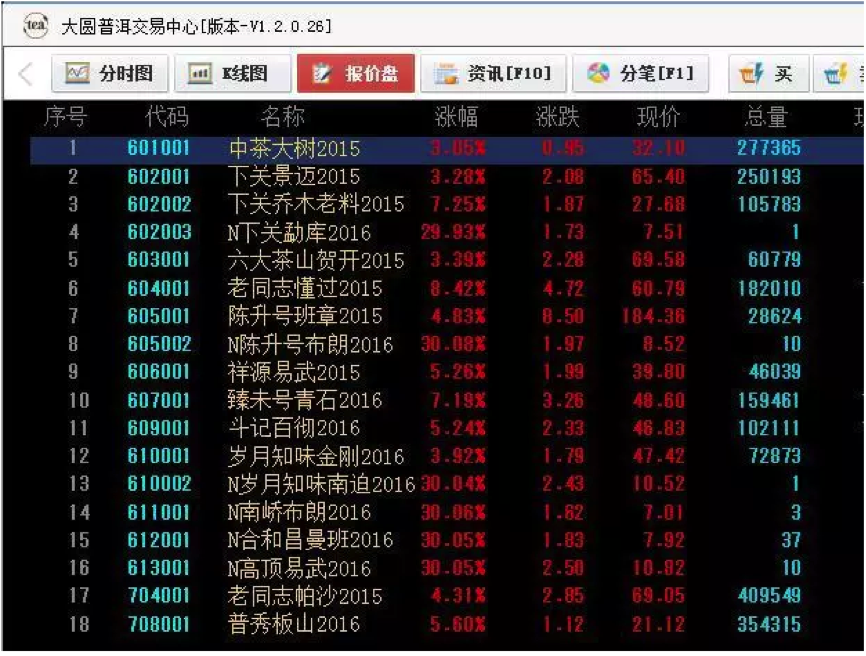 tea 大圆普洱交易中心[版本-V1.2.0.26]
分时图 K线图 报价盘 资讯[F10] 分笔[F1] 买
序号 代码 名称 涨幅 涨跌 现价 总量
1 601001 中茶大树2015 3.05% 0.95 32.10 277365
2 602001 下关景迈2015 3.28% 2.08 65.40 250193
3 602002 下关乔木老料2015 7.25% 1.87 27.68 105783
4 602003 N下关勐库2016 29.93% 1.73 7.51 1
5 603001 六大茶山贺开2015 3.39% 2.28 69.58 60779
6 604001 老同志懂过2015 8.42% 4.72 60.79 182010
7 605001 陈升号班章2015 4.83% 8.50 184.36 28624
8 605002 N陈升号布朗2016 30.08% 1.97 8.52 10
9 606001 祥源易武2015 5.26% 1.99 39.80 46039
10 607001 臻未号青石2016 7.19% 3.26 48.60 159461
11 609001 斗记百彻2016 5.24% 2.33 46.83 102111
12 610001 岁月知味金刚2016 3.92% 1.79 47.42 72873
13 610002 N岁月知味南迫2016 30.04% 2.43 10.52 1
14 611001 N南峤布朗2016 30.06% 1.62 7.01 3
15 612001 N合和昌曼班2016 30.05% 1.83 7.92 37
16 613001 N高顶易武2016 30.05% 2.50 10.82 10
17 704001 老同志帕沙2015 4.31% 2.85 69.05 409549
18 708001 普秀板山2016 5.60% 1.12 21.12 354315